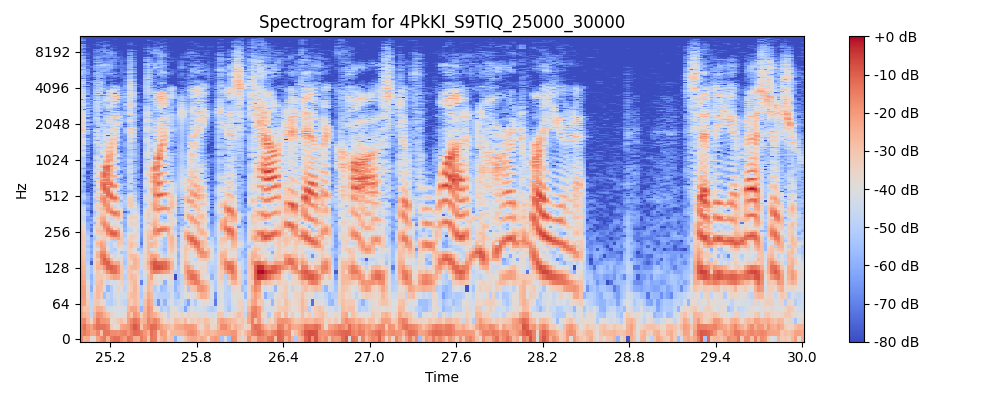 Spectrogram for 4PkKI_S9TIQ_25000_30000
Hz
8192
4096
2048
1024
512
256
128
64
0
25.2 25.8 26.4 27.0 27.6 28.2 28.8 29.4 30.0
Time
+0 dB
-10 dB
-20 dB
-30 dB
-40 dB
-50 dB
-60 dB
-70 dB
-80 dB